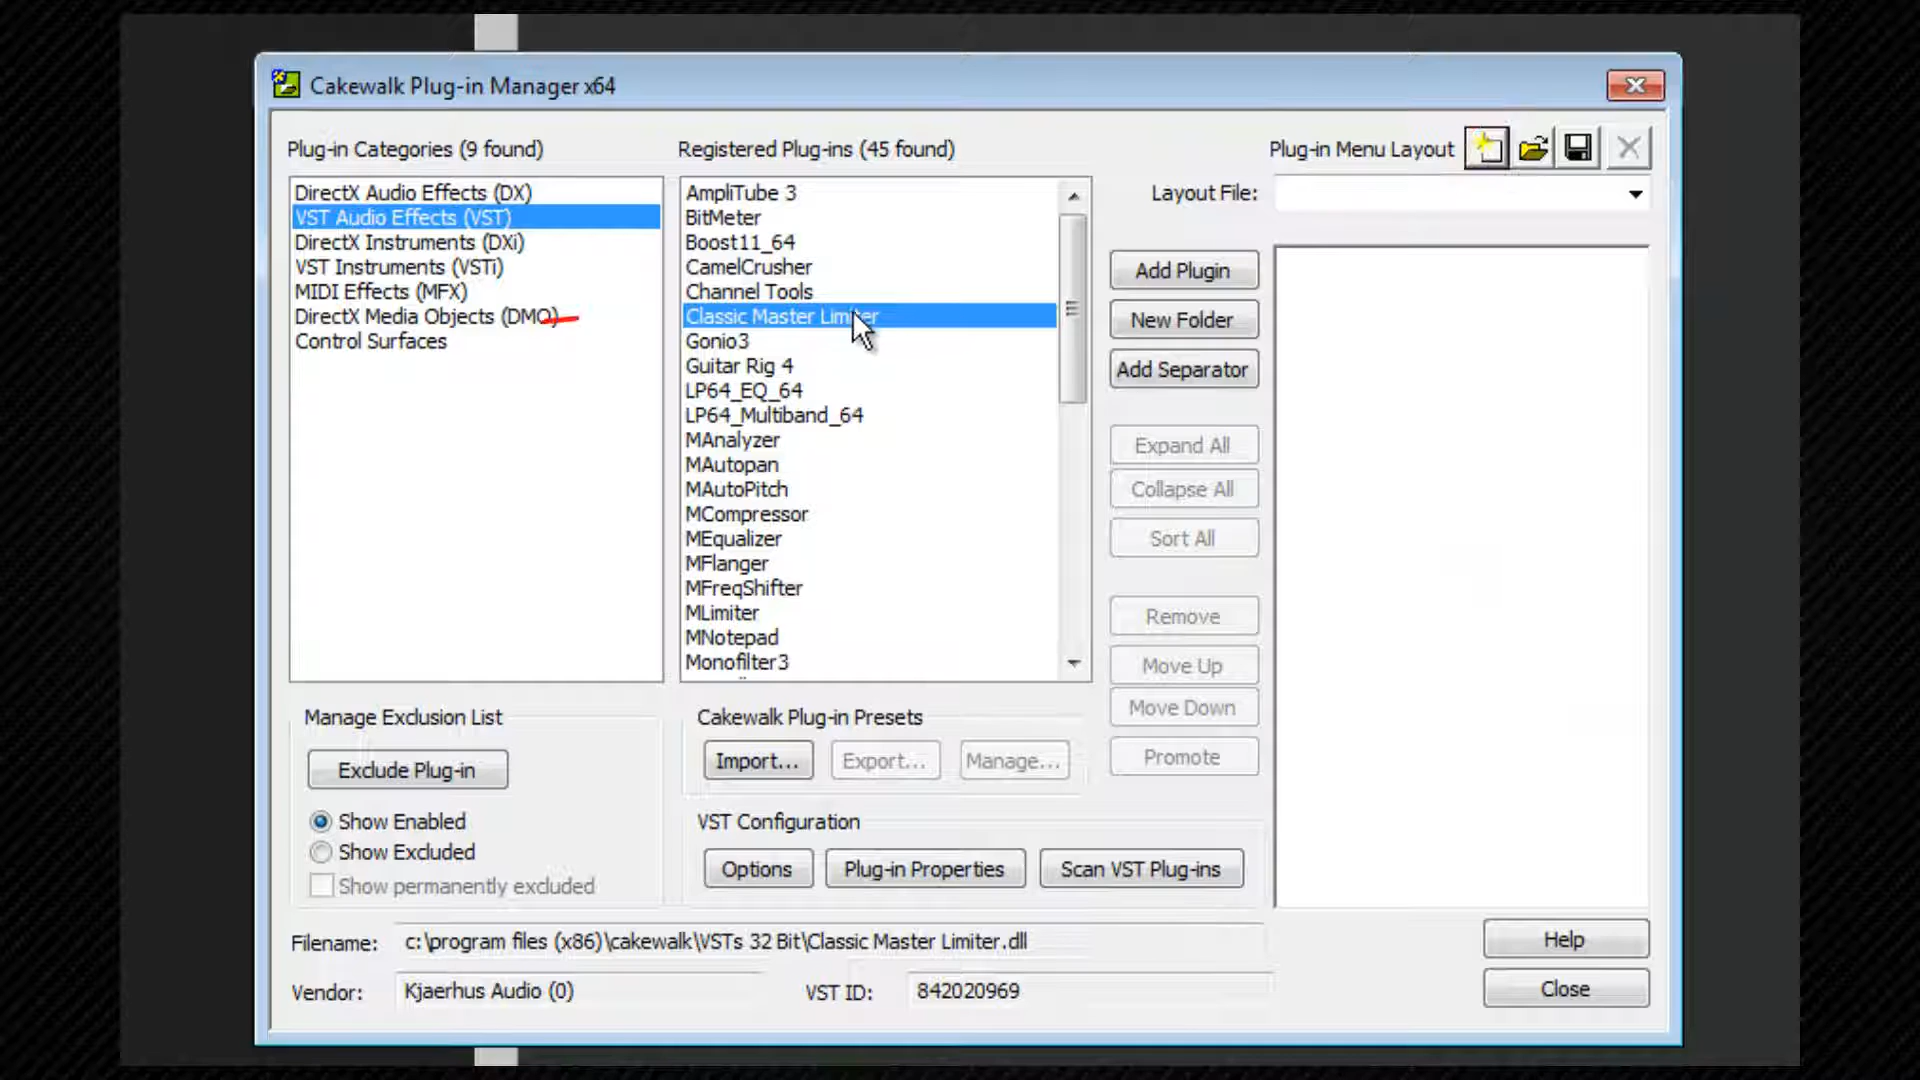 Cakewalk Plug-in Manager x64
Plug-in Categories (9 found)
DirectX Audio Effects (DX)
VST Audio Effects (VST)
DirectX Instruments (DXi)
VST Instruments (VSTi)
MIDI Effects (MFX)
DirectX Media Objects (DMO)
Control Surfaces
Registered Plug-ins (45 found)
AmpliTube 3
BitMeter
Boost11_64
CamelCrusher
Channel Tools
Classic Master Limiter
Gonio3
Guitar Rig 4
LP64_EQ_64
LP64_Multiband_64
MAnalyzer
MAutopan
MAutoPitch
MCompressor
MEqualizer
MFlanger
MFreqShifter
MLimiter
MNotepad
Monofilter3
Plug-in Menu Layout
Layout File:
Add Plugin
New Folder
Add Separator
Expand All
Collapse All
Sort All
Remove
Move Up
Move Down
Promote
Manage Exclusion List
Exclude Plug-in
Show Enabled
Show Excluded
Show permanently excluded
Cakewalk Plug-in Presets
Import...
Export...
Manage...
VST Configuration
Options
Plug-in Properties
Scan VST Plug-ins
Filename: c:\program files (x86)\cakewalk\VSTs 32 Bit\Classic Master Limiter.dll
Vendor: Kjaerhus Audio (0)
VST ID: 842020969
Help
Close